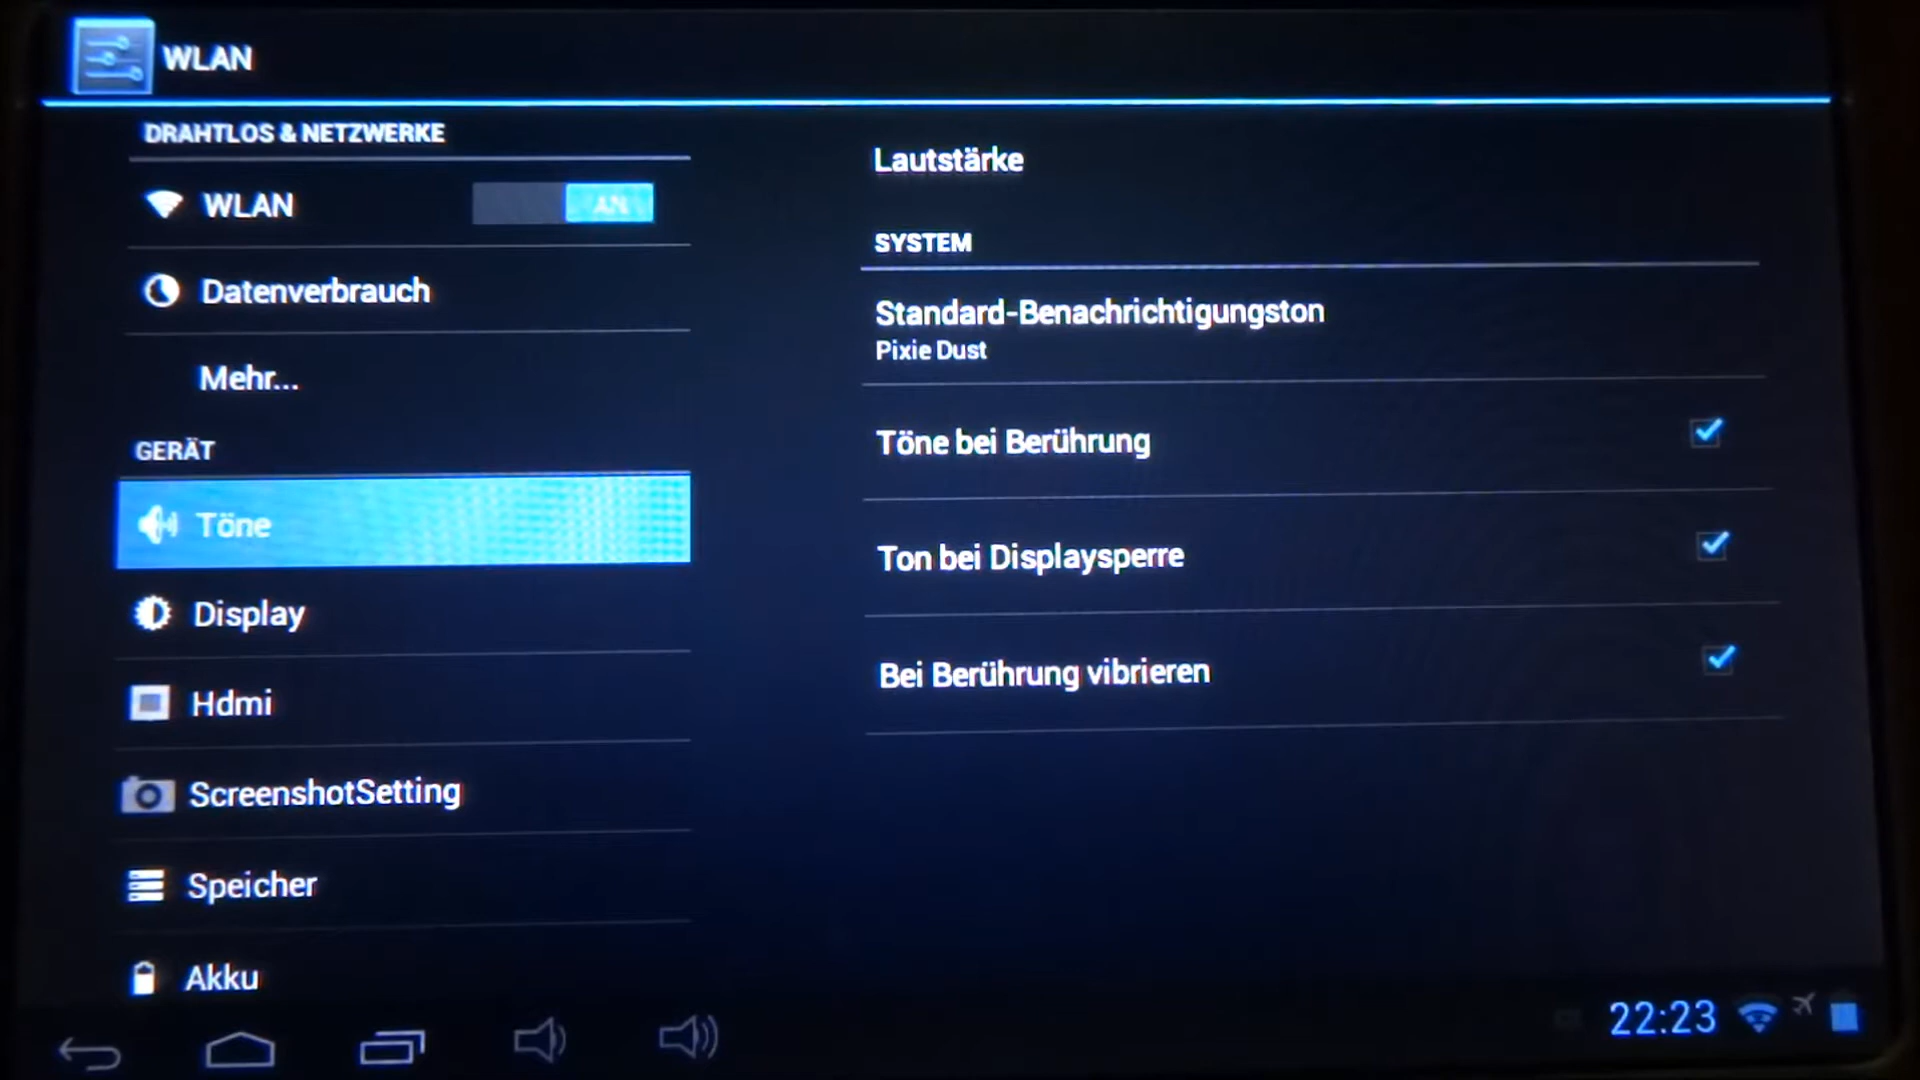 WLAN
DRAHTLOS & NETZWERKE
WLAN
AN
Datenverbrauch
Mehr...
GERÄT
Töne
Display
Hdmi
ScreenshotSetting
Speicher
Akku
Lautstärke
SYSTEM
Standard-Benachrichtigungston
Pixie Dust
Töne bei Berührung
Ton bei Displaysperre
Bei Berührung vibrieren
22:23